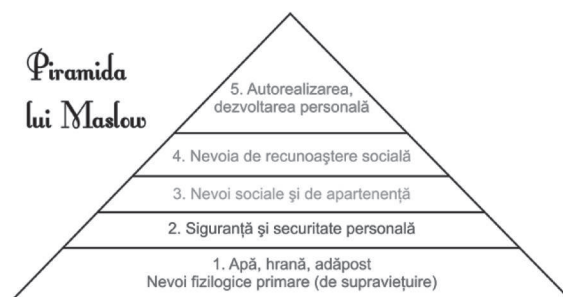 Piramida
lui Maslow
5. Autorealizarea,
dezvoltarea personală
4. Nevoia de recunoaștere socială
3. Nevoi sociale și de apartenență
2. Siguranță și securitate personală
1. Apă, hrană, adăpost
Nevoi fizilogice primare (de supraviețuire)